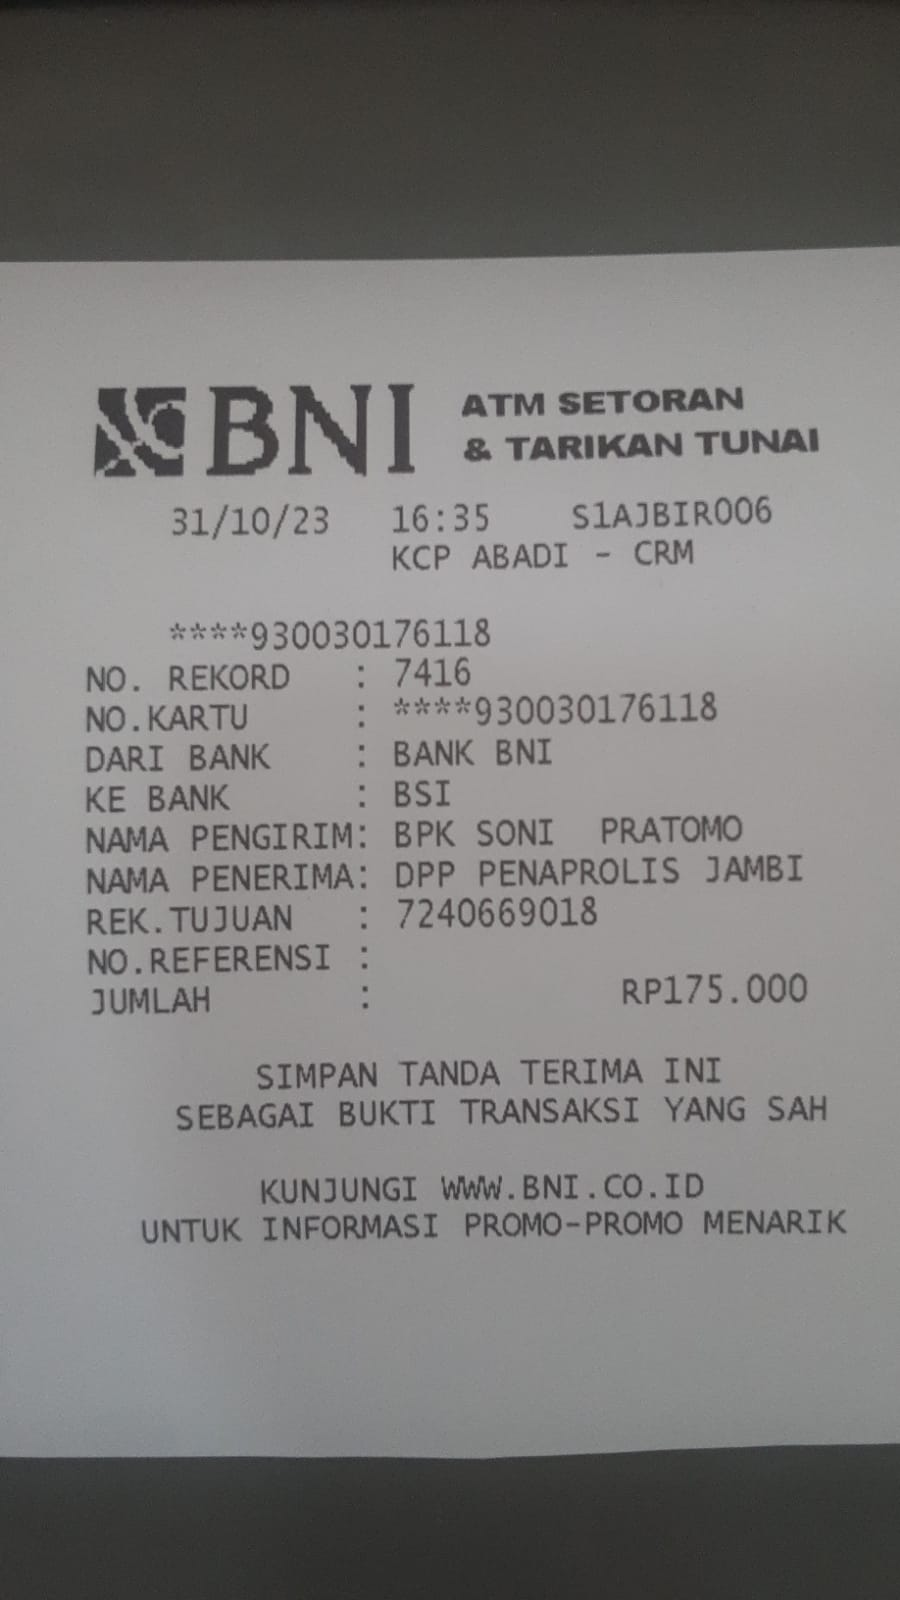 BNI ATM SETORAN
& TARIKAN TUNAI
31/10/23 16:35 S1AJBIR006
KCP ABADI - CRM
****930030176118
NO. REKORD : 7416
NO.KARTU : ****930030176118
DARI BANK : BANK BNI
KE BANK : BSI
NAMA PENGIRIM: BPK SONI PRATOMO
NAMA PENERIMA: DPP PENAPROLIS JAMBI
REK.TUJUAN : 7240669018
NO.REFERENSI :
JUMLAH : RP175.000
SIMPAN TANDA TERIMA INI
SEBAGAI BUKTI TRANSAKSI YANG SAH
KUNJUNGI WWW.BNI.CO.ID
UNTUK INFORMASI PROMO-PROMO MENARIK